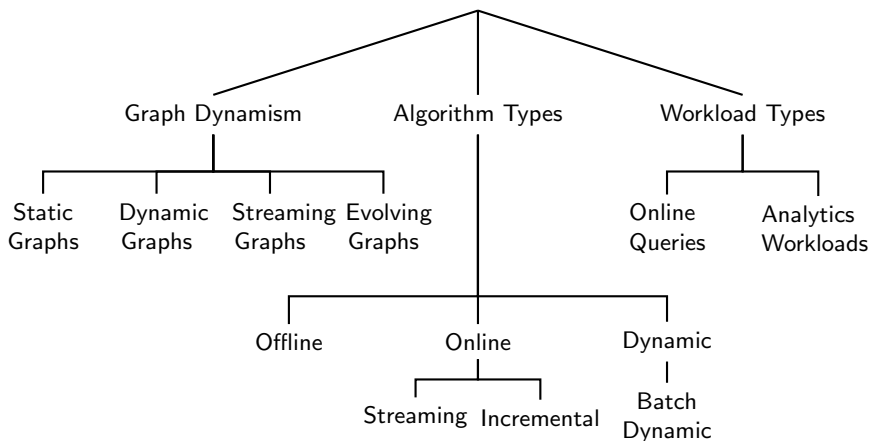 Graph Dynamism
Algorithm Types
Workload Types
Static
Graphs
Dynamic
Graphs
Streaming
Graphs
Evolving
Graphs
Online
Queries
Analytics
Workloads
Offline
Online
Dynamic
Streaming
Incremental
Batch
Dynamic